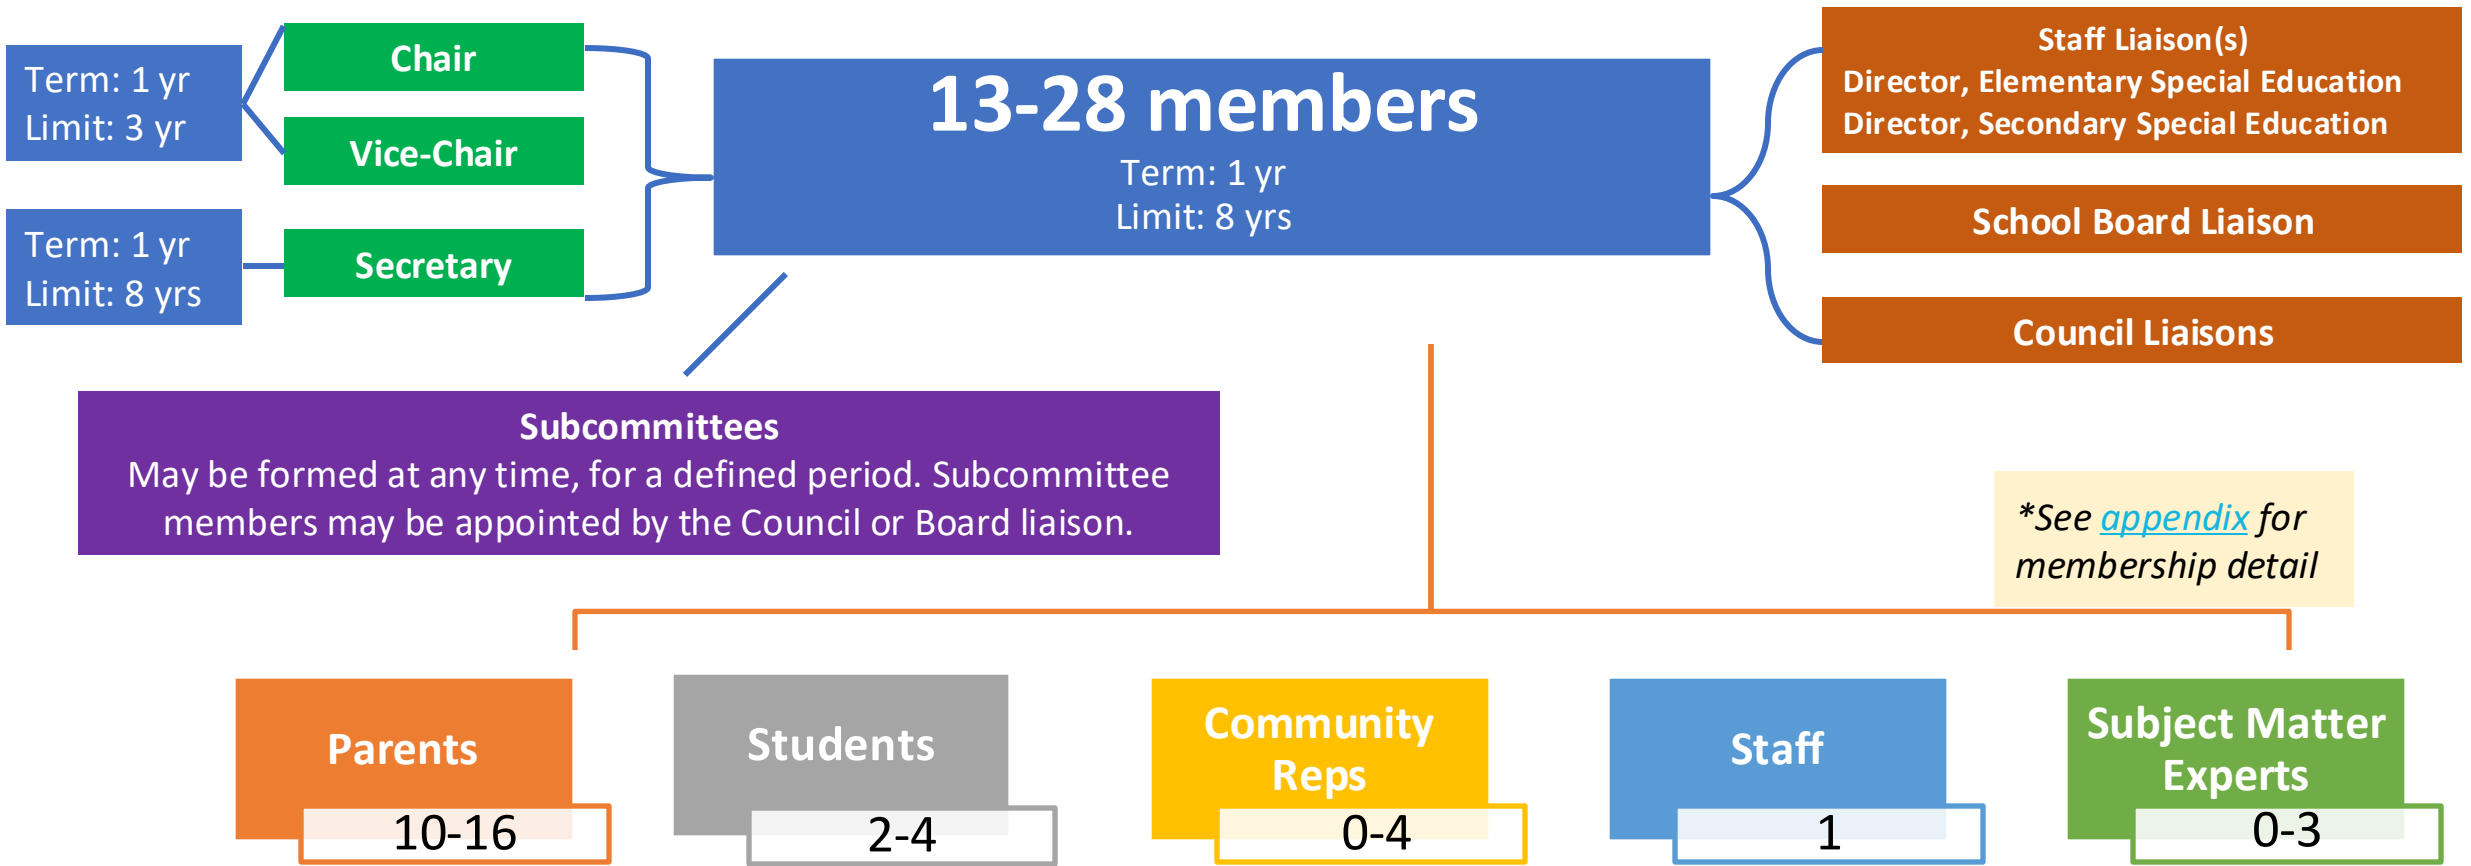 Term: 1 yr
Limit: 3 yr
Chair
Vice-Chair
Term: 1 yr
Limit: 8 yrs
Secretary
13-28 members
Term: 1 yr
Limit: 8 yrs
Staff Liaison(s)
Director, Elementary Special Education
Director, Secondary Special Education
School Board Liaison
Council Liaisons
Subcommittees
May be formed at any time, for a defined period. Subcommittee
members may be appointed by the Council or Board liaison.
*See appendix for
membership detail
Parents
10-16
Students
2-4
Community
Reps
0-4
Staff
1
Subject Matter
Experts
0-3